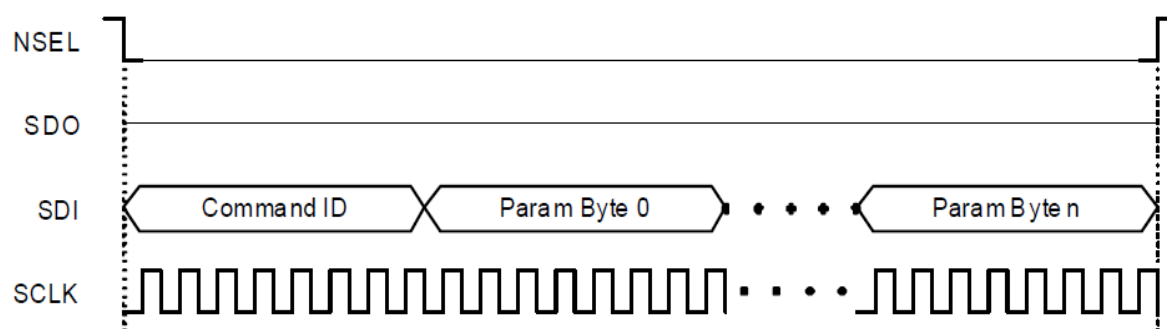 NSEL
SDO
SDI Command ID Param Byte 0 Param Byte n
SCLK